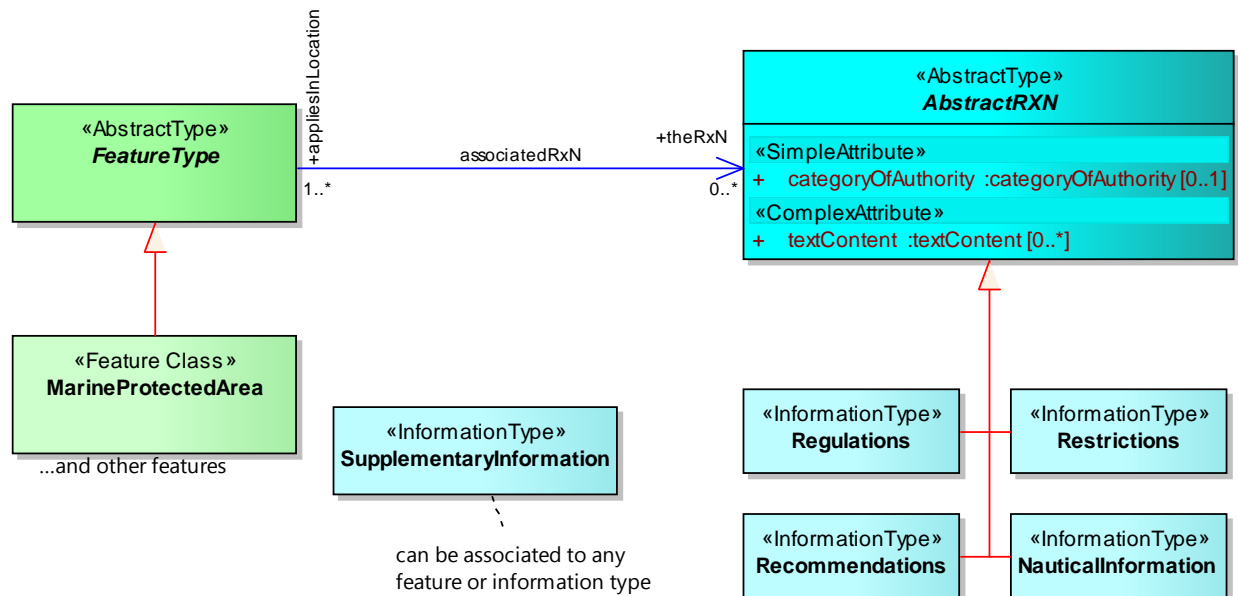 «AbstractType»
FeatureType
+appliesInLocation
1..*
associatedRxN
+theRxN
0..*
«AbstractType»
AbstractRXN
«SimpleAttribute»
+ categoryOfAuthority :categoryOfAuthority [0..1]
«ComplexAttribute»
+ textContent :textContent [0..*]
«Feature Class»
MarineProtectedArea
...and other features
«InformationType»
SupplementaryInformation
can be associated to any
feature or information type
«InformationType»
Regulations
«InformationType»
Restrictions
«InformationType»
Recommendations
«InformationType»
NauticalInformation